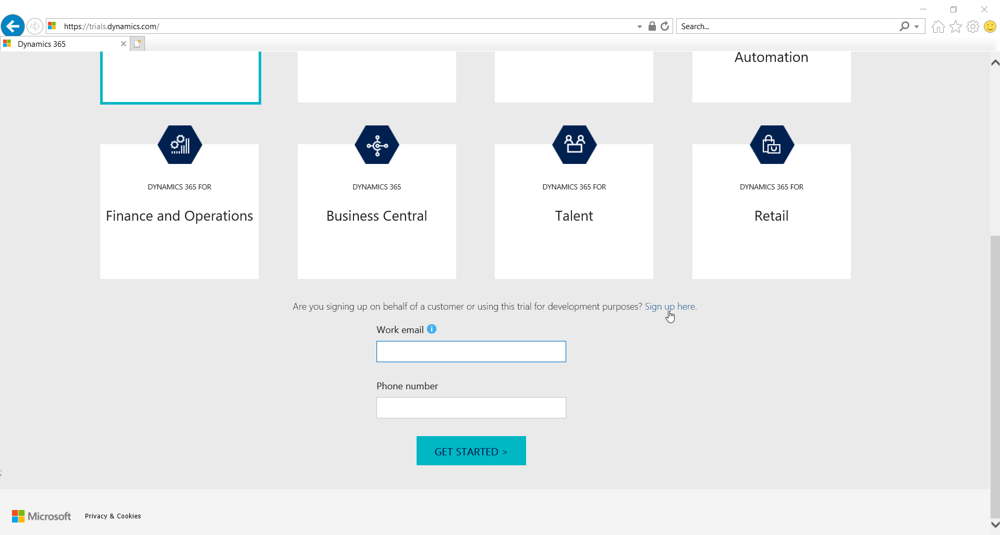 https://trials.dynamics.com/
Search...
Dynamics 365
Automation
DYNAMICS 365 FOR
Finance and Operations
DYNAMICS 365
Business Central
DYNAMICS 365 FOR
Talent
DYNAMICS 365 FOR
Retail
Are you signing up on behalf of a customer or using this trial for development purposes? Sign up here.
Work email
Phone number
GET STARTED >
;
Microsoft
Privacy & Cookies